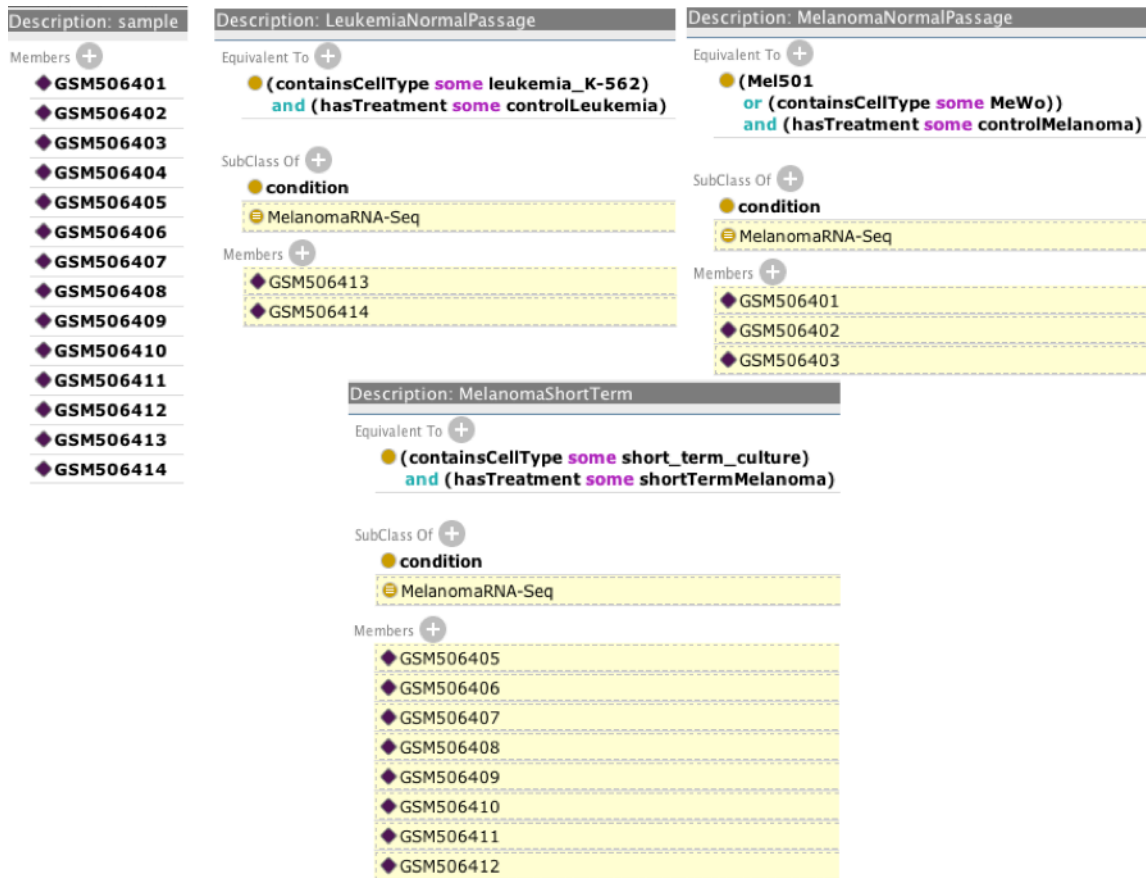 Description: sample
Members
GSM506401
GSM506402
GSM506403
GSM506404
GSM506405
GSM506406
GSM506407
GSM506408
GSM506409
GSM506410
GSM506411
GSM506412
GSM506413
GSM506414
Description: LeukemiaNormalPassage
Equivalent To
(containsCellType some leukemia_K-562)
and (hasTreatment some controlLeukemia)
SubClass Of
condition
MelanomaRNA-Seq
Members
GSM506413
GSM506414
Description: MelanomaNormalPassage
Equivalent To
(Mel501
or (containsCellType some MeWo))
and (hasTreatment some controlMelanoma)
SubClass Of
condition
MelanomaRNA-Seq
Members
GSM506401
GSM506402
GSM506403
Description: MelanomaShortTerm
Equivalent To
(containsCellType some short_term_culture)
and (hasTreatment some shortTermMelanoma)
SubClass Of
condition
MelanomaRNA-Seq
Members
GSM506405
GSM506406
GSM506407
GSM506408
GSM506409
GSM506410
GSM506411
GSM506412